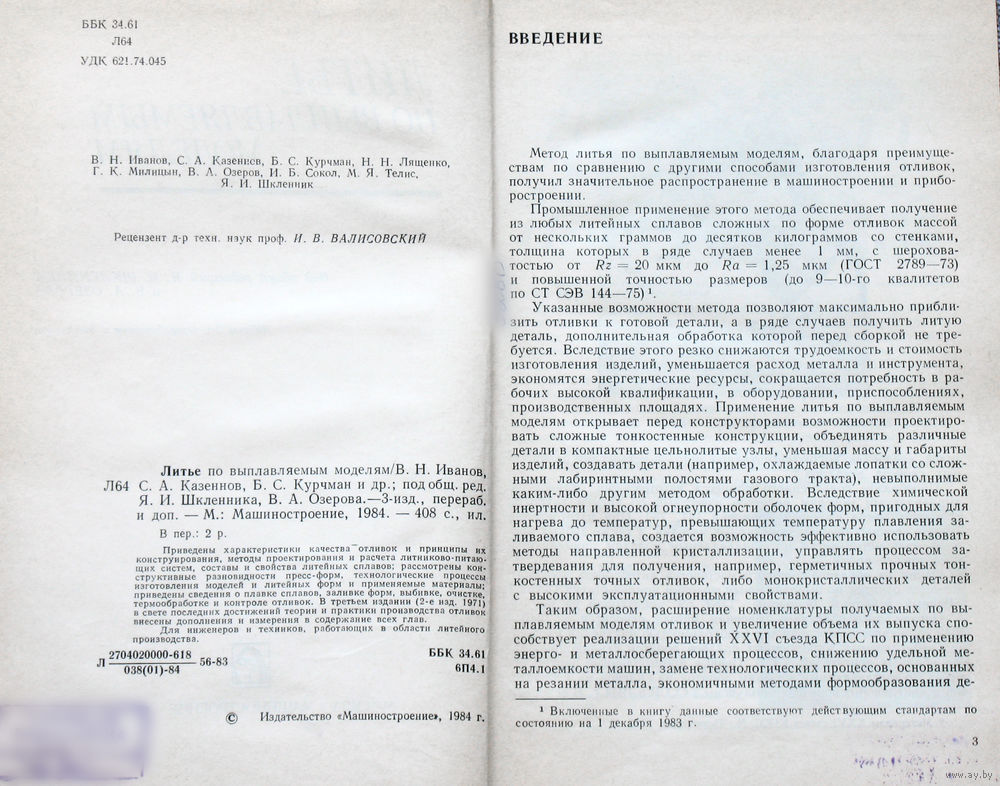 ББК 34.61
Л64
УДК 621.74.045
В. Н. Иванов, С. А. Казеннов, Б. С. Курчман, Н. Н. Лященко,
Г. К. Милицын, В. А. Озеров, И. Б. Сокол, М. Я. Телис,
Я. И. Шкленник
Рецензент д-р техн. наук проф. И. В. ВАЛИСОВСКИЙ
Литье по выплавляемым моделям/В. Н. Иванов,
Л64 С. А. Казеннов, Б. С. Курчман и др.; под общ. ред.
Я. И. Шкленника, В. А. Озерова.—3-изд., перераб.
и доп. — М.: Машиностроение, 1984. — 408 с., ил.
В пер.: 2 р.
Приведены характеристики качества отливок и принципы их
конструирования, методы проектирования и расчета литниково-питаю-
щих систем, составы и свойства литейных сплавов; рассмотрены кон-
структивные разновидности пресс-форм, технологические процессы
изготовления моделей и литейных форм и применяемые материалы;
приведены сведения о плавке сплавов, заливке форм, выбивке, очистке,
термообработке и контроле отливок. В третьем издании (2-е изд. 1971)
в свете последних достижений теории и практики производства отливок
внесены дополнения и измерения в содержание всех глав.
Для инженеров и техников, работающих в области литейного
производства.
Л 2704020000-618 / 038(01)-84 56-83
ББК 34.61
6П4.1
© Издательство «Машиностроение», 1984 г.
ВВЕДЕНИЕ
Метод литья по выплавляемым моделям, благодаря преимуще-
ствам по сравнению с другими способами изготовления отливок,
получил значительное распространение в машиностроении и прибо-
ростроении.
Промышленное применение этого метода обеспечивает получение
из любых литейных сплавов сложных по форме отливок массой
от нескольких граммов до десятков килограммов со стенками,
толщина которых в ряде случаев менее 1 мм, с шерохова-
тостью от Rz = 20 мкм до Ra = 1,25 мкм (ГОСТ 2789—73)
и повышенной точностью размеров (до 9—10-го квалитетов
по СТ СЭВ 144—75) ¹.
Указанные возможности метода позволяют максимально прибли-
зить отливки к готовой детали, а в ряде случаев получить литую
деталь, дополнительная обработка которой перед сборкой не тре-
буется. Вследствие этого резко снижаются трудоемкость и стоимость
изготовления изделий, уменьшается расход металла и инструмента,
экономятся энергетические ресурсы, сокращается потребность в ра-
бочих высокой квалификации, в оборудовании, приспособлениях,
производственных площадях. Применение литья по выплавляемым
моделям открывает перед конструкторами возможности проектиро-
вать сложные тонкостенные конструкции, объединять различные
детали в компактные цельнолитые узлы, уменьшая массу и габариты
изделий, создавать детали (например, охлаждаемые лопатки со слож-
ными лабиринтными полостями газового тракта), невыполнимые
каким-либо другим методом обработки. Вследствие химической
инертности и высокой огнеупорности оболочек форм, пригодных для
нагрева до температур, превышающих температуру плавления за-
ливаемого сплава, создается возможность эффективно использовать
методы направленной кристаллизации, управлять процессом за-
твердевания для получения, например, герметичных прочных тон-
костенных точных отливок, либо монокристаллических деталей
с высокими эксплуатационными свойствами.
Таким образом, расширение номенклатуры получаемых по вы-
плавляемым моделям отливок и увеличение объема их выпуска спо-
собствует реализации решений XXVI съезда КПСС по применению
энерго- и металлосберегающих процессов, снижению удельной ме-
таллоемкости машин, замене технологических процессов, основанных
на резании металла, экономичными методами формообразования де-
¹ Включенные в книгу данные соответствуют действующим стандартам по
состоянию на 1 декабря 1983 г.
3
www.ay.by